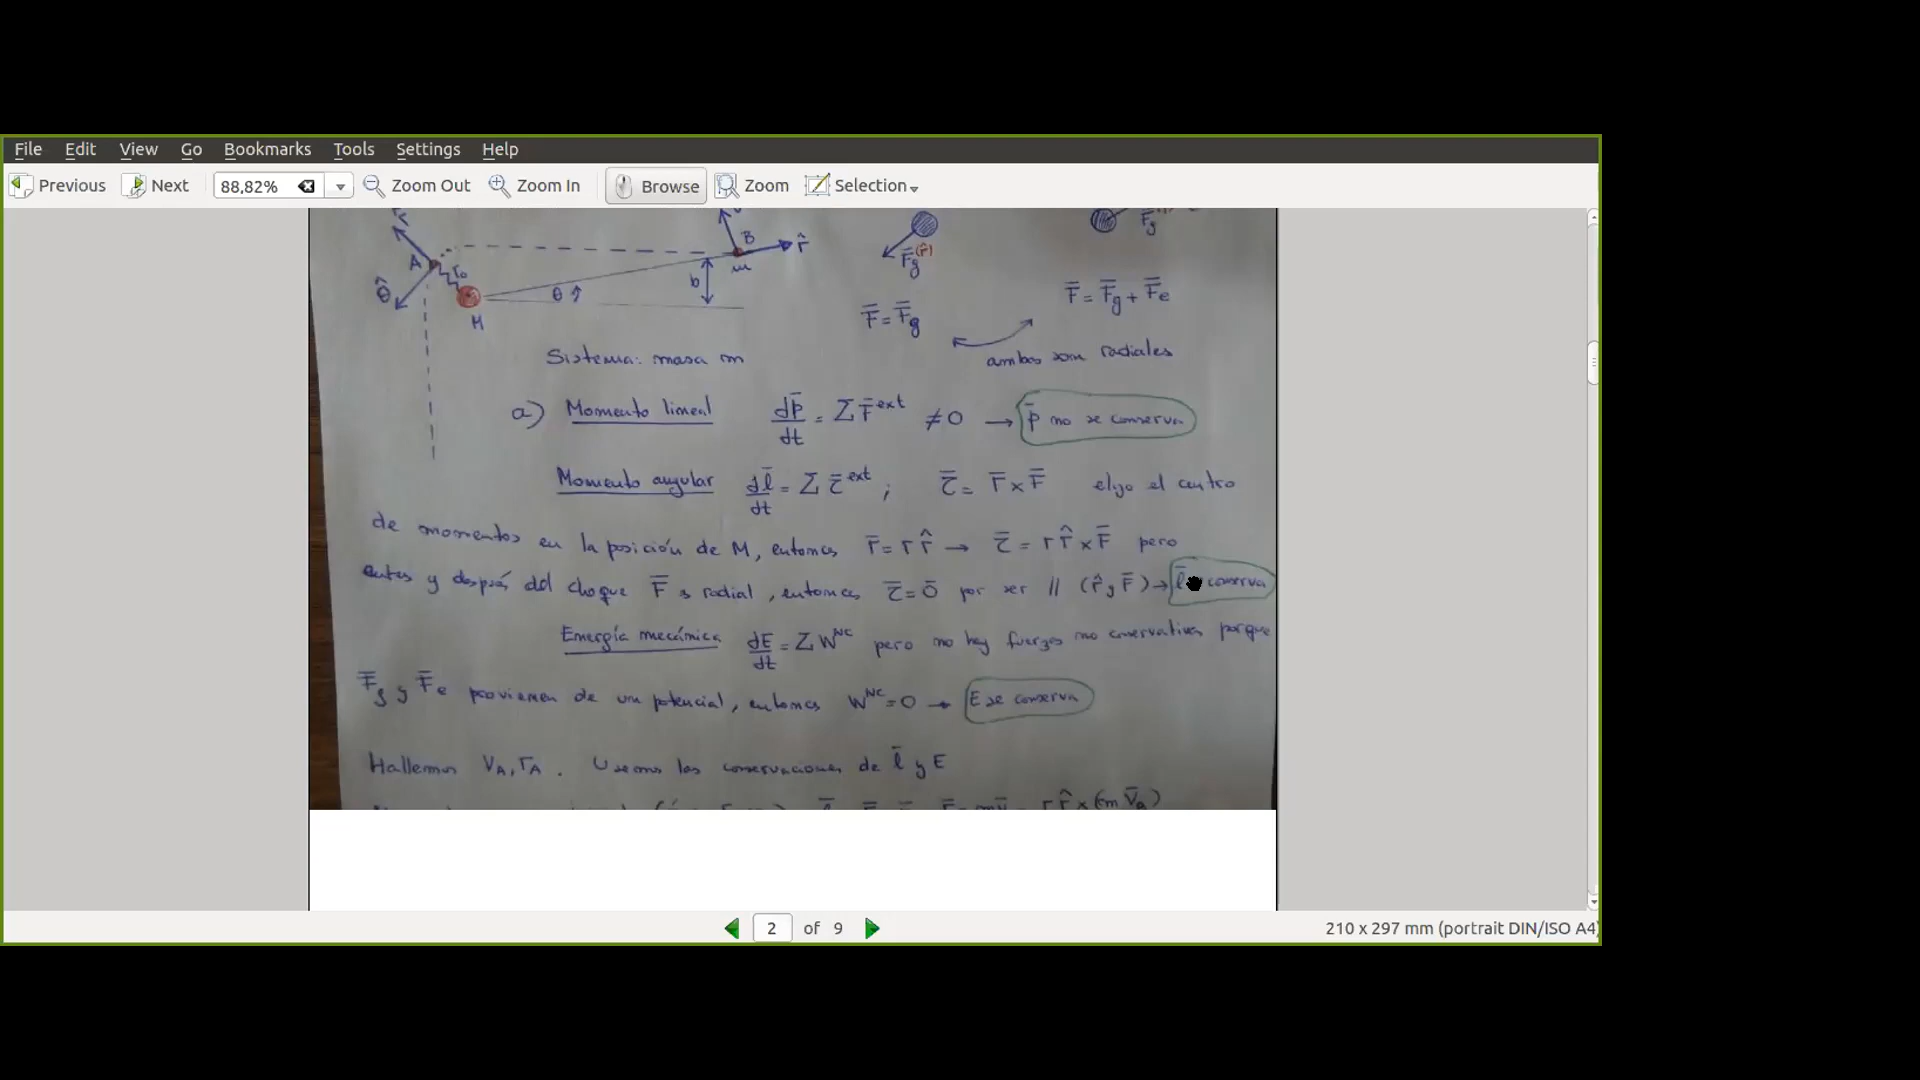 File Edit View Go Bookmarks Tools Settings Help
Previous Next 88,82% Zoom Out Zoom In Browse Zoom Selection
A r₀ θ̂ M θ b B m r̂
F̄g(r̂) F̄g
F̄ = F̄g F̄ = F̄g + F̄e
ambos son radiales
Sistema: masa m
a) Momento lineal dp̄/dt = Σ F̄ᵉˣᵗ ≠ 0 → p̄ no se conserva
Momento angular dl̄/dt = Σ τ̄ᵉˣᵗ ; τ̄ = r̄ × F̄ elijo el centro
de momentos en la posición de M, entonces r̄ = r r̂ → τ̄ = r r̂ × F̄ pero
antes y después del choque F̄ es radial, entonces τ̄ = 0̄ por ser // (r̂ y F̄) → l̄ conserva
Energía mecánica dE/dt = Σ Wᴺᶜ pero no hay fuerzas no conservativas porque
F̄g y F̄e provienen de un potencial, entonces Wᴺᶜ = 0 → E se conserva
Hallemos VA, rA. Usemos las conservaciones de l̄ y E
r r̂ × (m V̄B)
2 of 9 210 x 297 mm (portrait DIN/ISO A4)